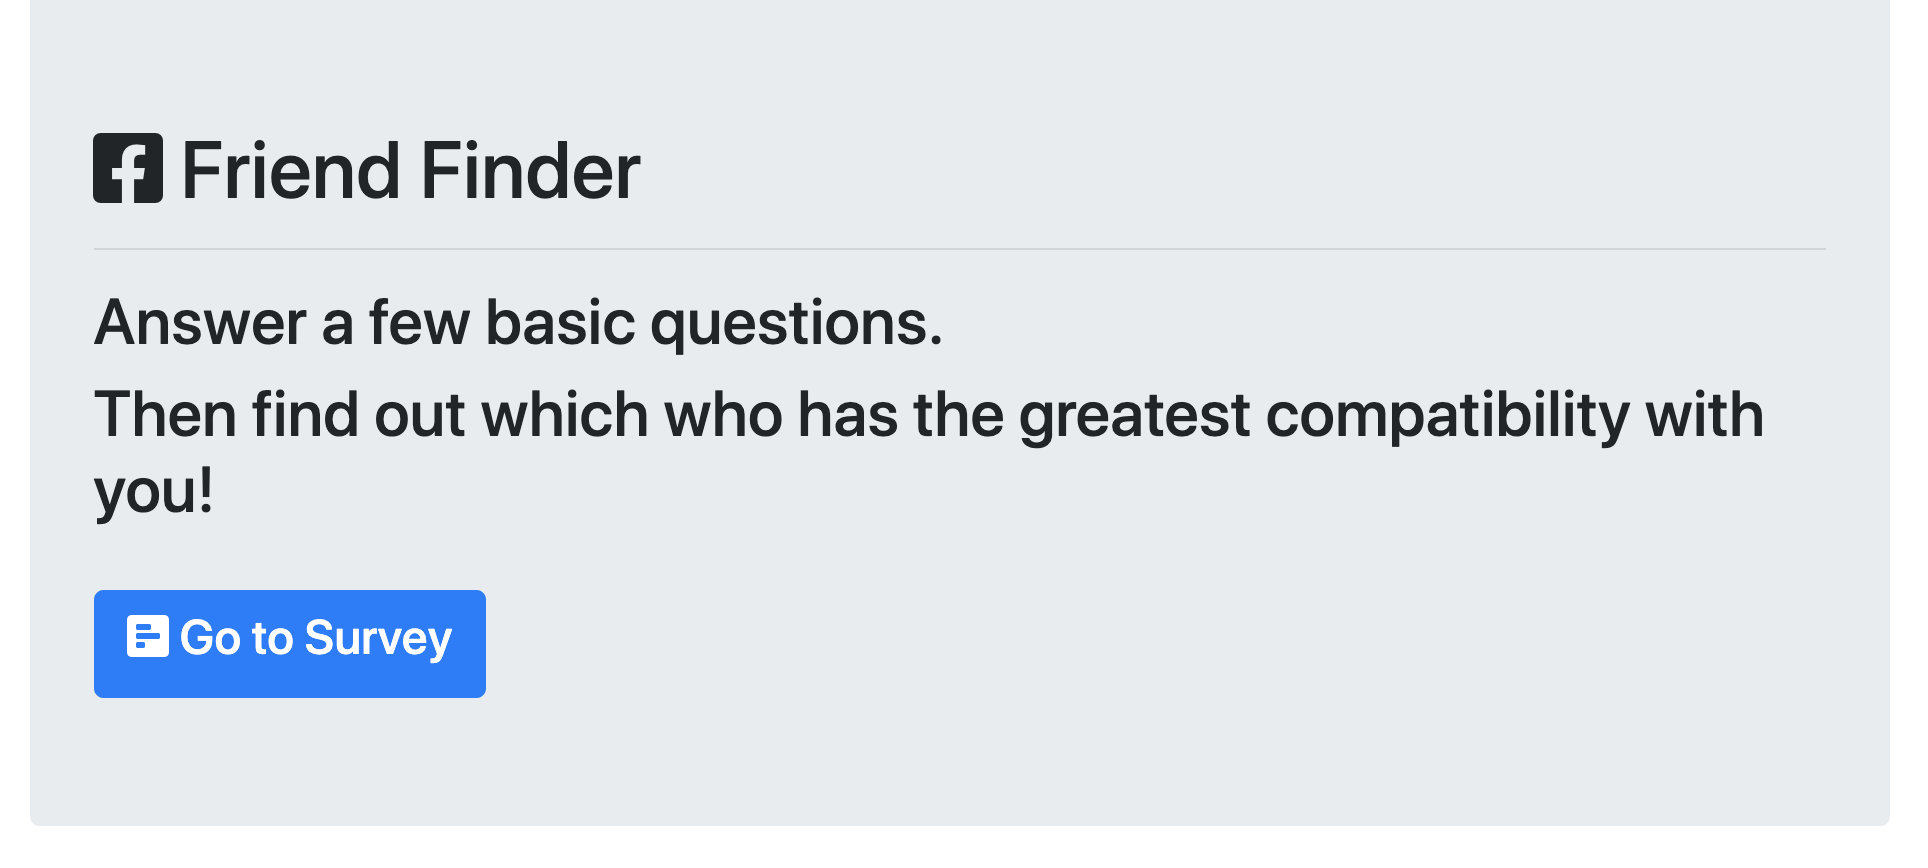 Friend Finder
Answer a few basic questions.
Then find out which who has the greatest compatibility with
you!
Go to Survey